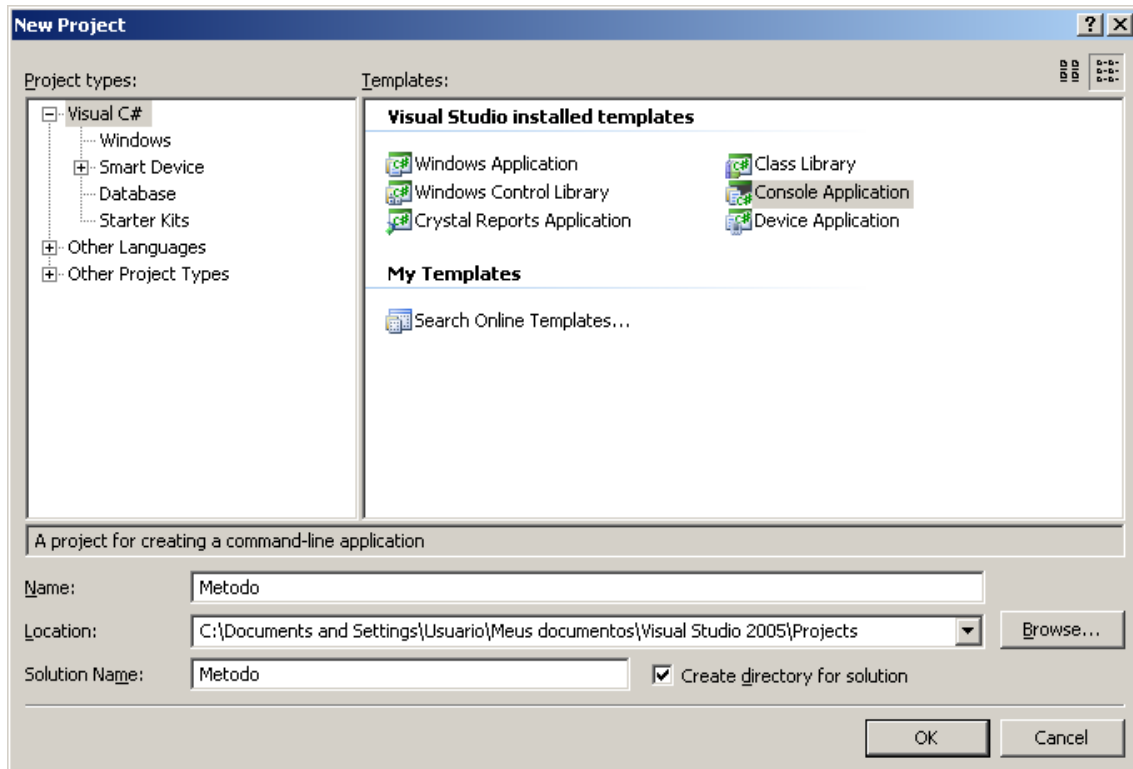 New Project
Project types:
Templates:
Visual C#
Windows
Smart Device
Database
Starter Kits
Other Languages
Other Project Types
Visual Studio installed templates
Windows Application
Class Library
Windows Control Library
Console Application
Crystal Reports Application
Device Application
My Templates
Search Online Templates...
A project for creating a command-line application
Name:
Metodo
Location:
C:\Documents and Settings\Usuario\Meus documentos\Visual Studio 2005\Projects
Browse...
Solution Name:
Metodo
Create directory for solution
OK
Cancel